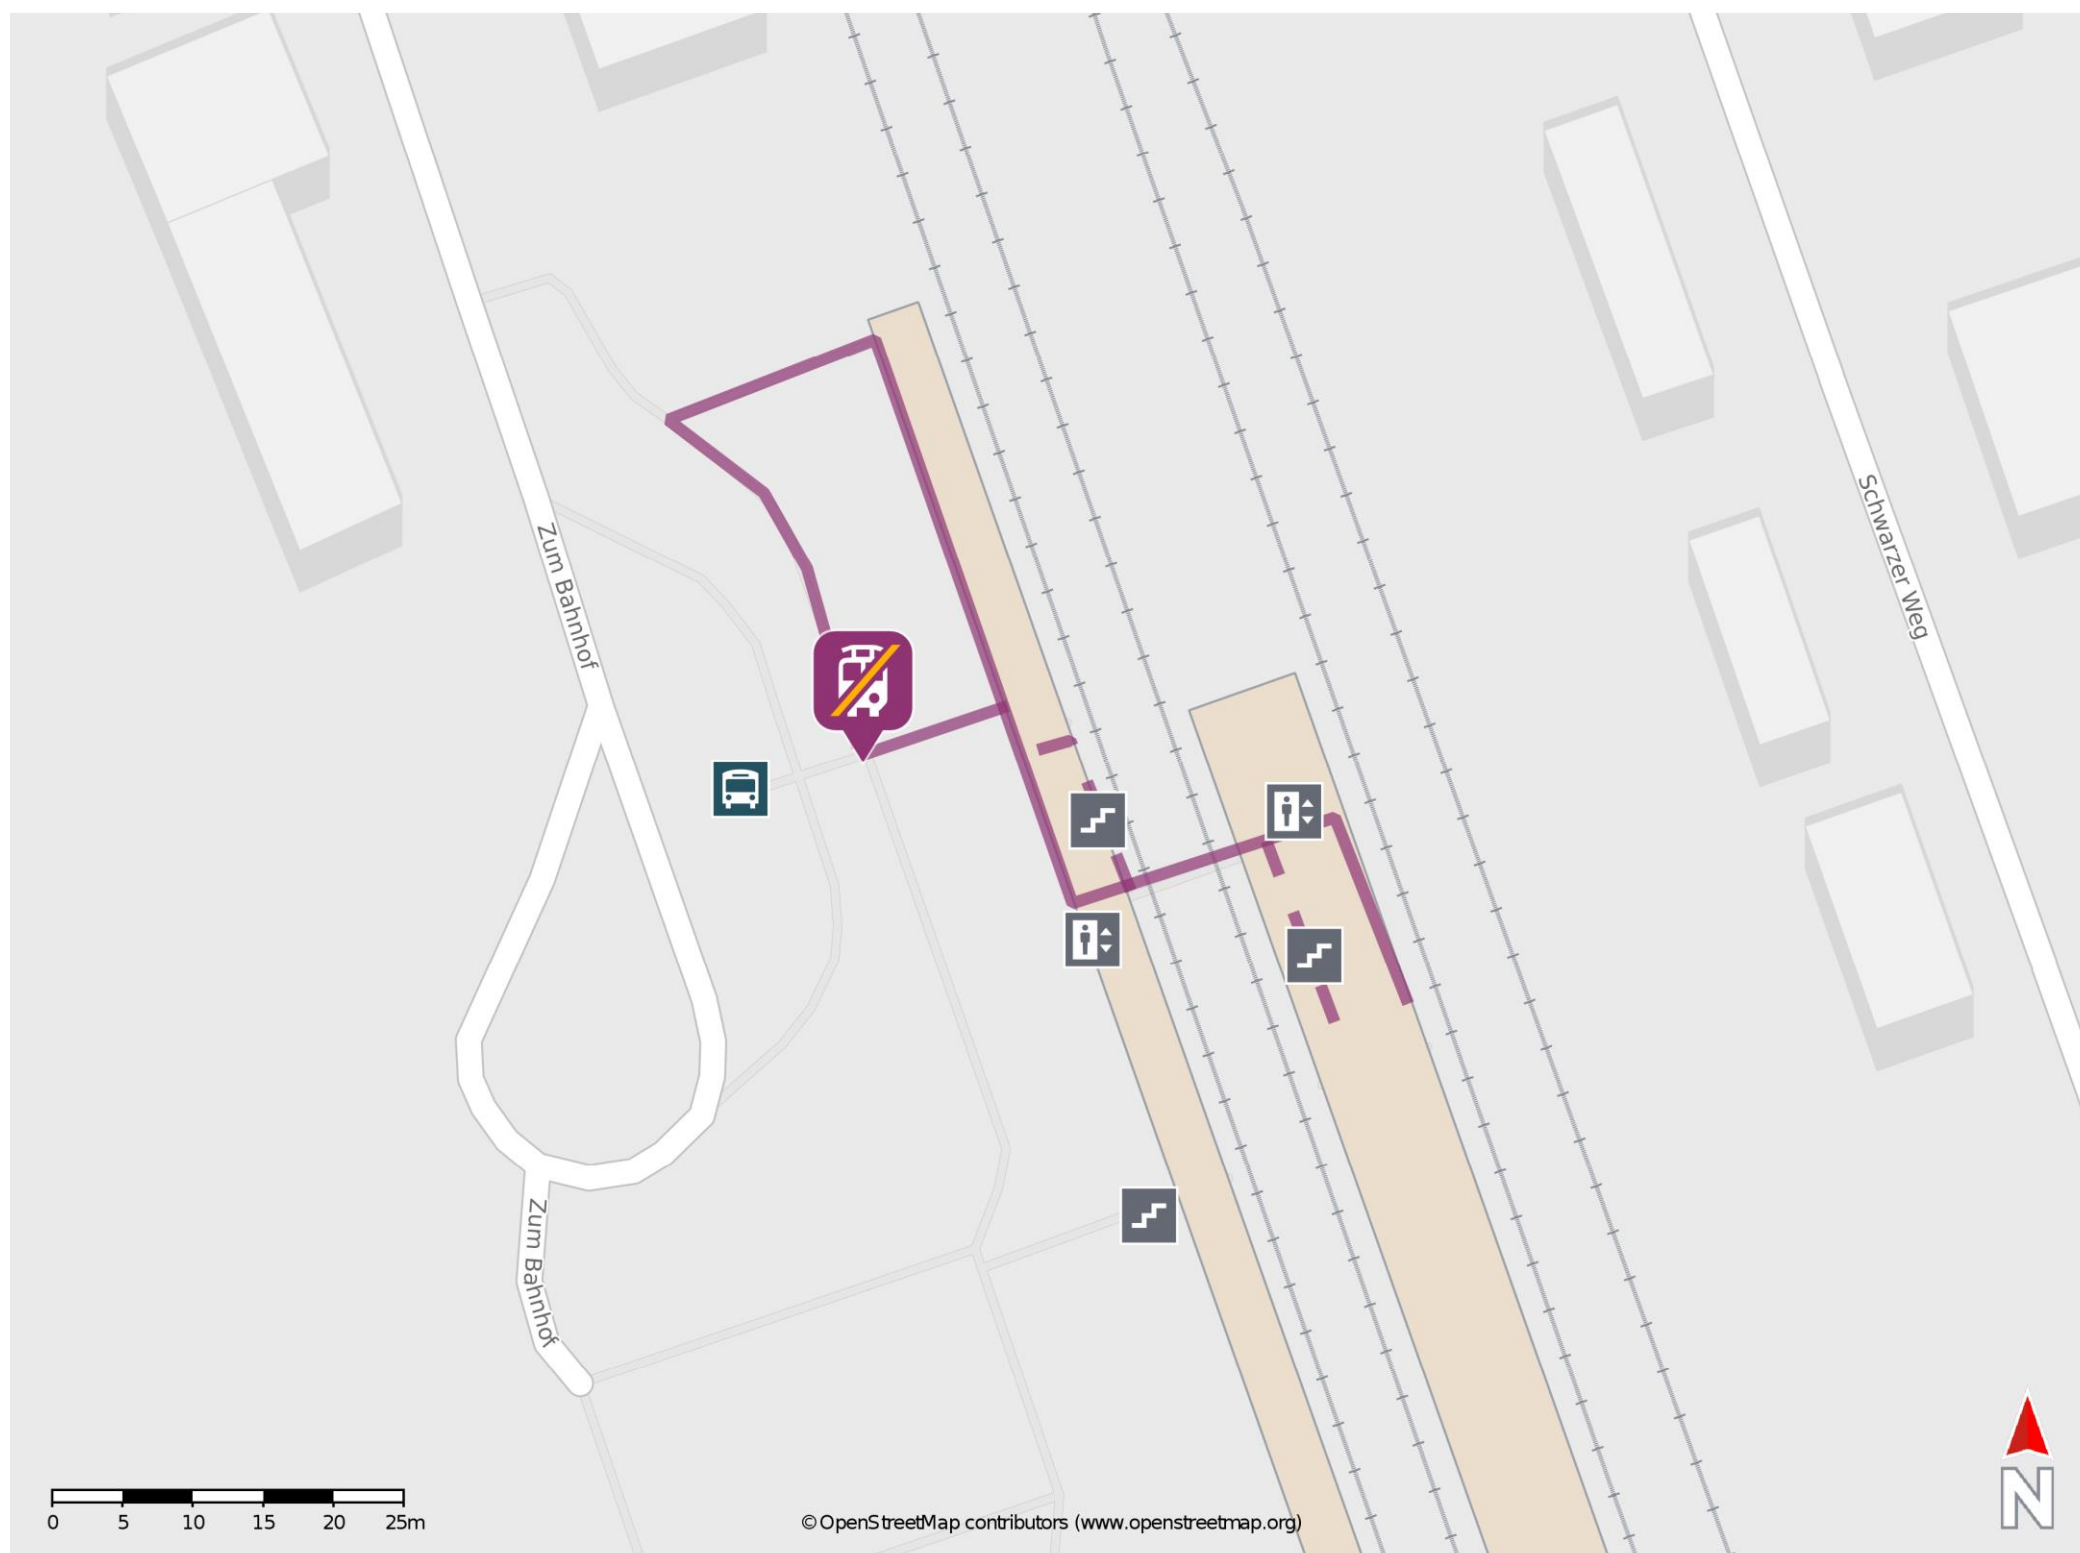 Zum Bahnhof
Schwarzer Weg
Zum Bahnhof
0 5 10 15 20 25m
© OpenStreetMap contributors (www.openstreetmap.org)
N